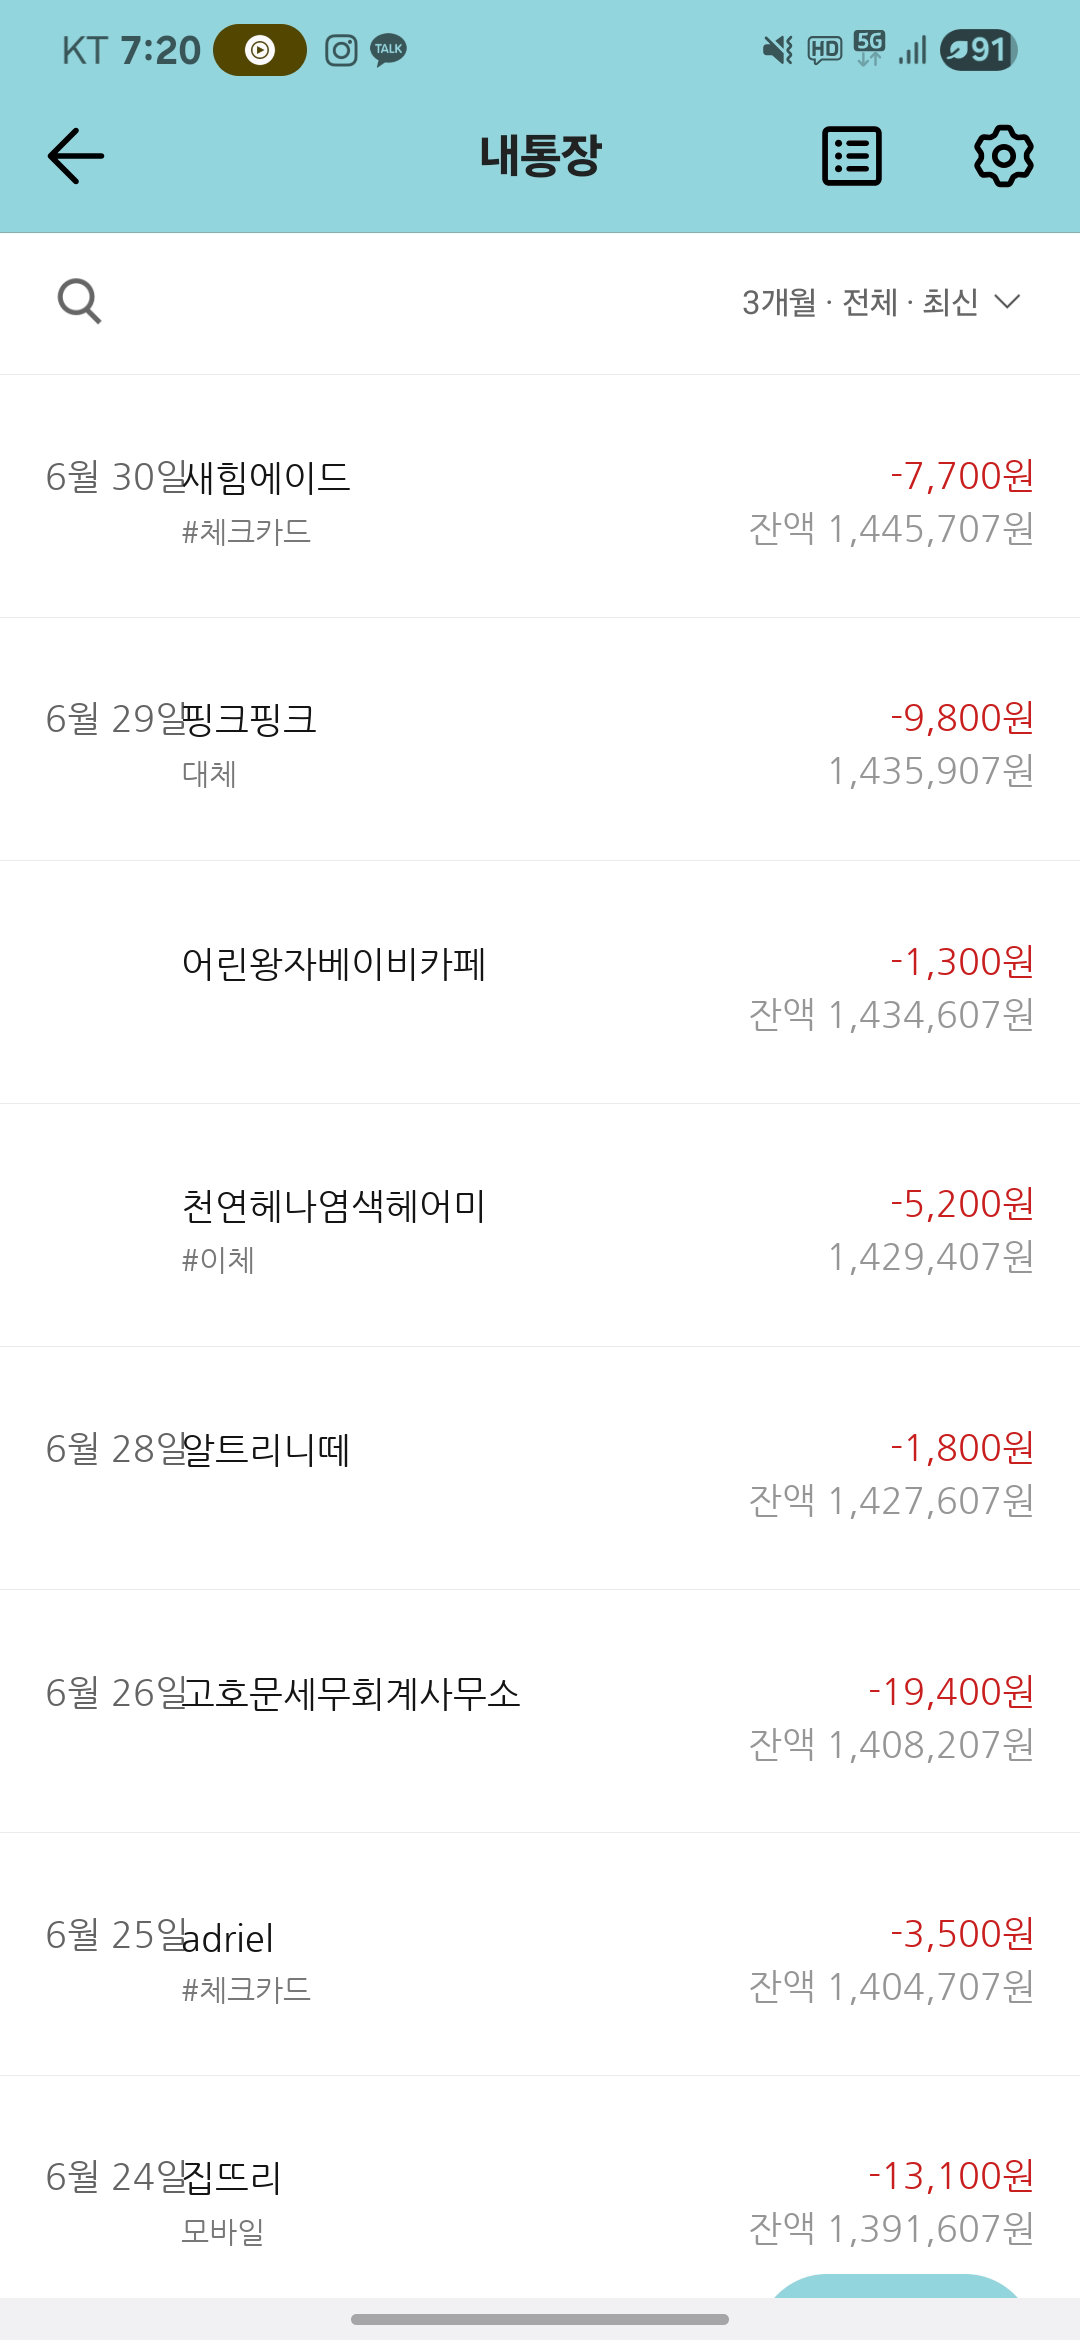 KT 7:20 TALK HD 5G 91
내통장
3개월 · 전체 · 최신
6월 30일 새힘에이드 -7,700원
#체크카드 잔액 1,445,707원
6월 29일 핑크핑크 -9,800원
대체 1,435,907원
어린왕자베이비카페 -1,300원
잔액 1,434,607원
천연헤나염색헤어미 -5,200원
#이체 1,429,407원
6월 28일 알트리니떼 -1,800원
잔액 1,427,607원
6월 26일 고호문세무회계사무소 -19,400원
잔액 1,408,207원
6월 25일 adriel -3,500원
#체크카드 잔액 1,404,707원
6월 24일 집뜨리 -13,100원
모바일 잔액 1,391,607원